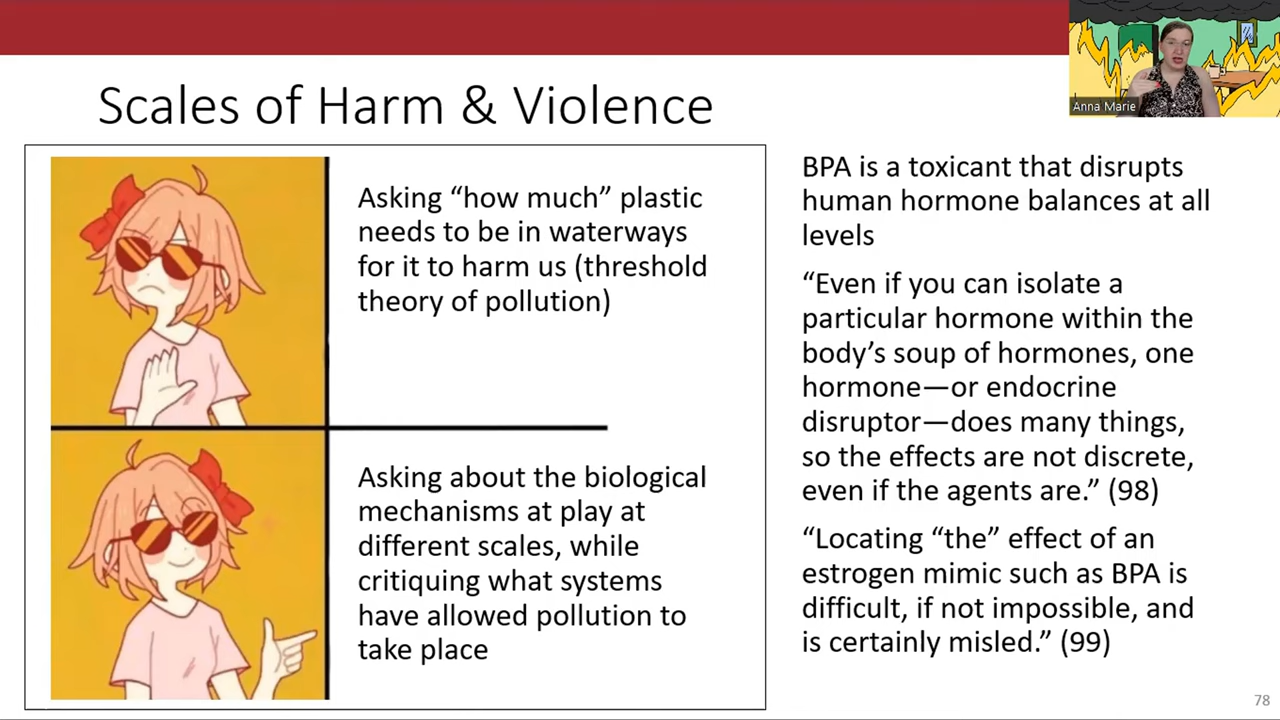 Anna Marie
Scales of Harm & Violence
Asking “how much” plastic
needs to be in waterways
for it to harm us (threshold
theory of pollution)
Asking about the biological
mechanisms at play at
different scales, while
critiquing what systems
have allowed pollution to
take place
BPA is a toxicant that disrupts
human hormone balances at all
levels
“Even if you can isolate a
particular hormone within the
body’s soup of hormones, one
hormone—or endocrine
disruptor—does many things,
so the effects are not discrete,
even if the agents are.” (98)
“Locating “the” effect of an
estrogen mimic such as BPA is
difficult, if not impossible, and
is certainly misled.” (99)
78